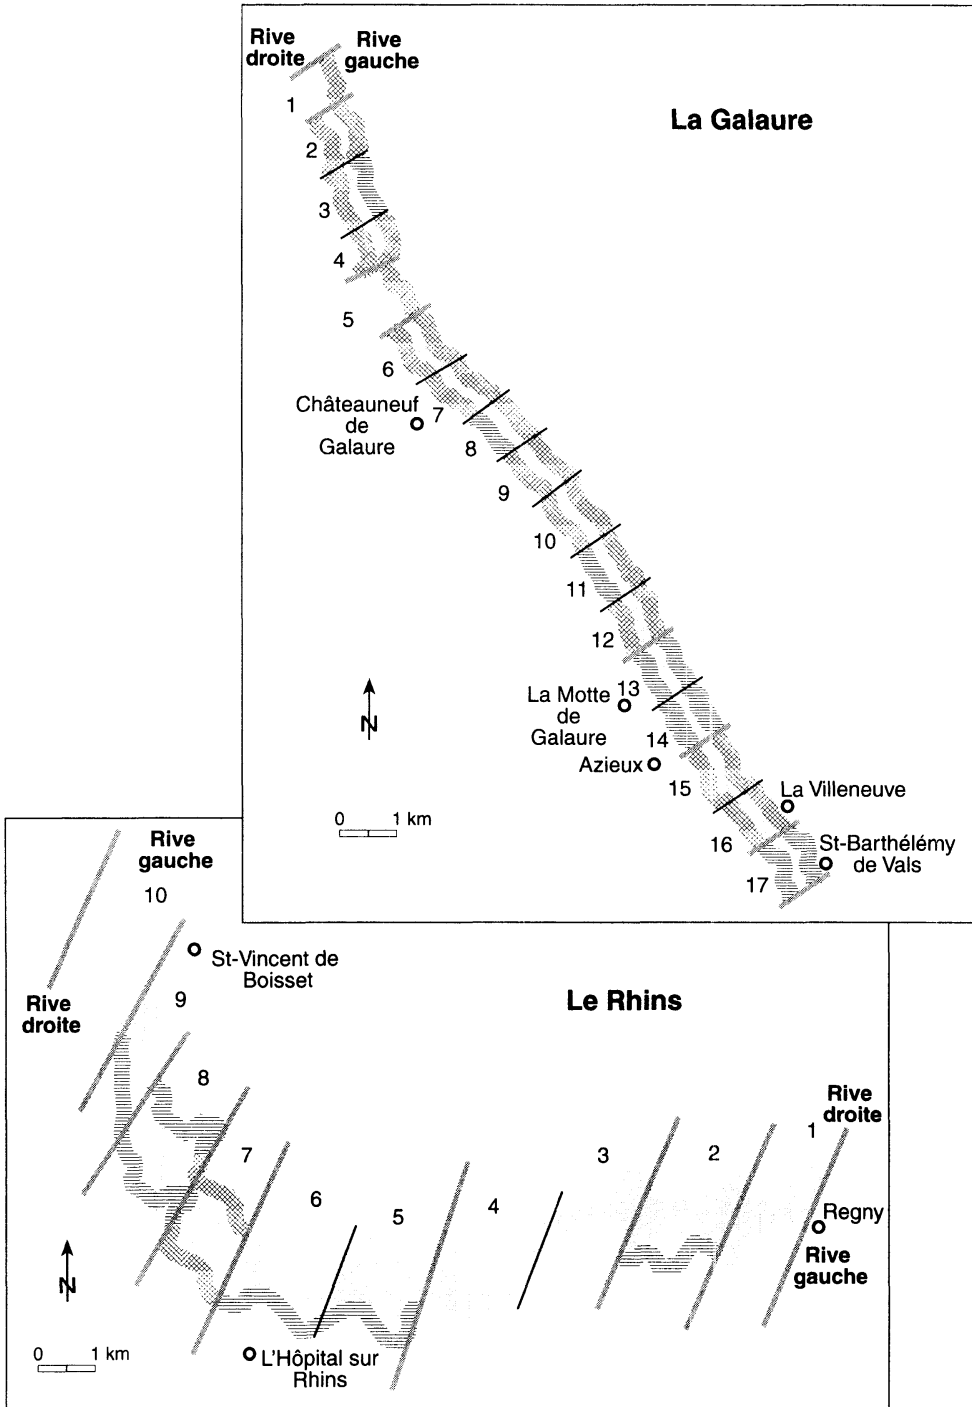 Rive
droite
Rive
gauche
La Galaure
1
2
3
4
5
6
Châteauneuf
de
Galaure
7
8
9
10
11
12
La Motte
de
Galaure
13
14
Azieux
15
La Villeneuve
16
St-Barthélémy
de Vals
17
N
0 1 km
Rive
gauche
10
St-Vincent de
Boisset
Rive
droite
9
Le Rhins
8
7
6
5
4
3
2
1
Rive
droite
Regny
Rive
gauche
N
0 1 km
L'Hôpital sur
Rhins